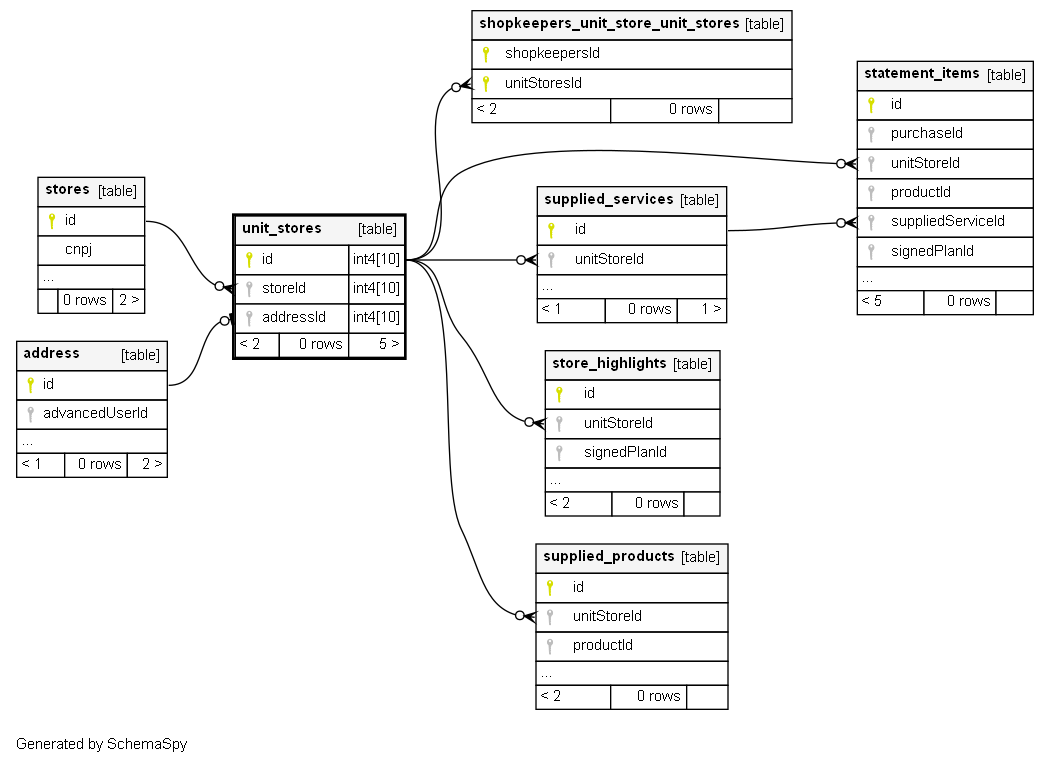 shopkeepers_unit_store_unit_stores [table]
shopkeepersId
unitStoresId
< 2 0 rows
statement_items [table]
id
purchaseId
unitStoreId
productId
suppliedServiceId
signedPlanId
...
< 5 0 rows
stores [table]
id
cnpj
...
0 rows 2 >
unit_stores [table]
id int4[10]
storeId int4[10]
addressId int4[10]
< 2 0 rows 5 >
supplied_services [table]
id
unitStoreId
...
< 1 0 rows 1 >
address [table]
id
advancedUserId
...
< 1 0 rows 2 >
store_highlights [table]
id
unitStoreId
signedPlanId
...
< 2 0 rows
supplied_products [table]
id
unitStoreId
productId
...
< 2 0 rows
Generated by SchemaSpy